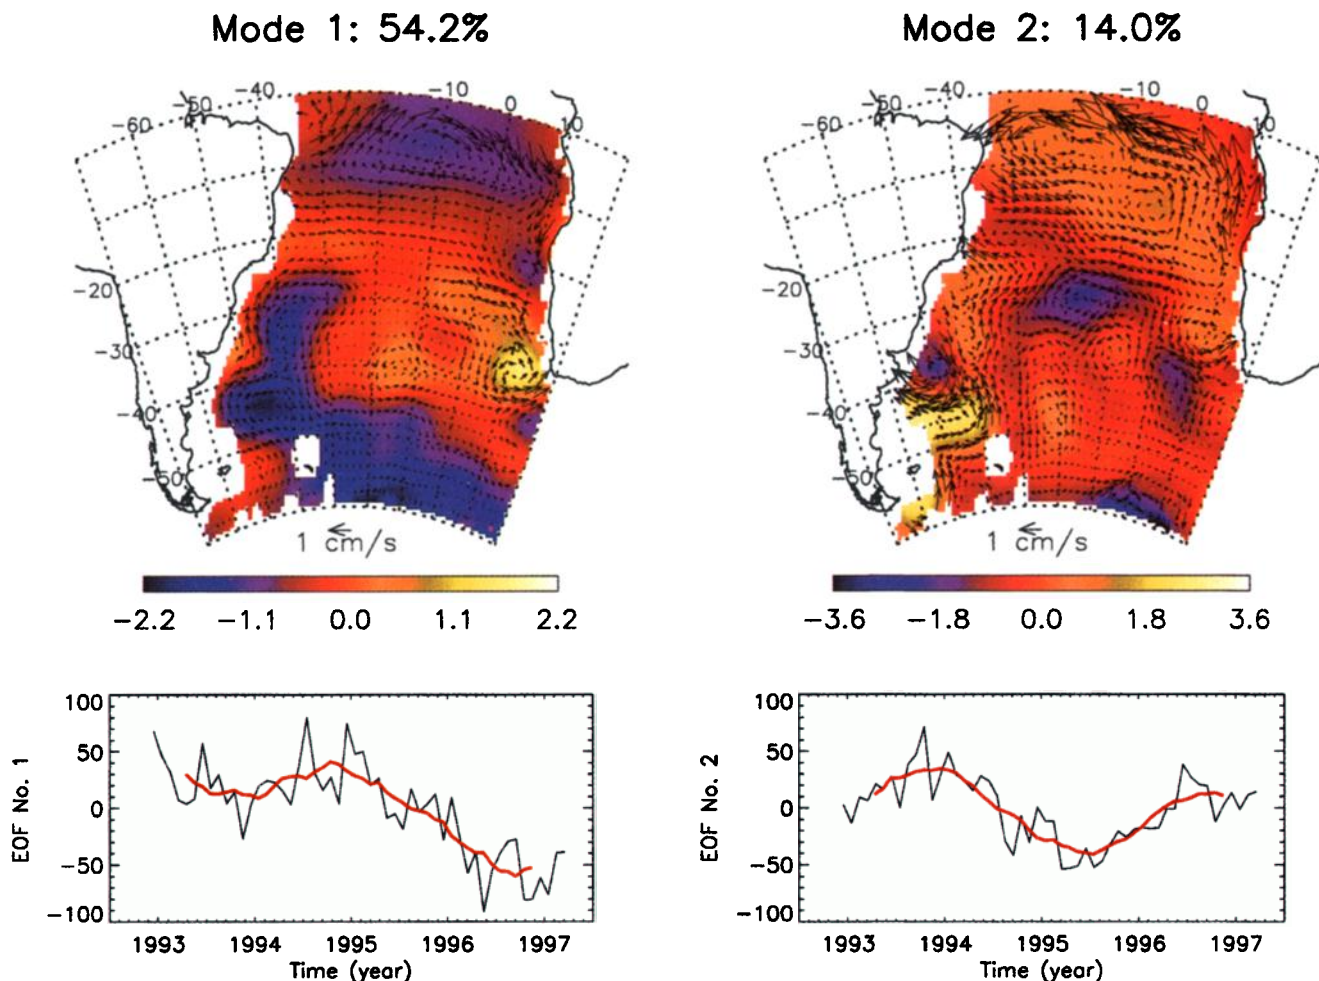 Mode 1: 54.2%
Mode 2: 14.0%
-60 -50 -40 -10 0 10
-20
-30
-40
-50
1 cm/s
-60 -50 -40 -10 0 10
-20
-30
-40
-50
1 cm/s
-2.2 -1.1 0.0 1.1 2.2
-3.6 -1.8 0.0 1.8 3.6
EOF No. 1
100
50
0
-50
-100
1993 1994 1995 1996 1997
Time (year)
EOF No. 2
100
50
0
-50
-100
1993 1994 1995 1996 1997
Time (year)